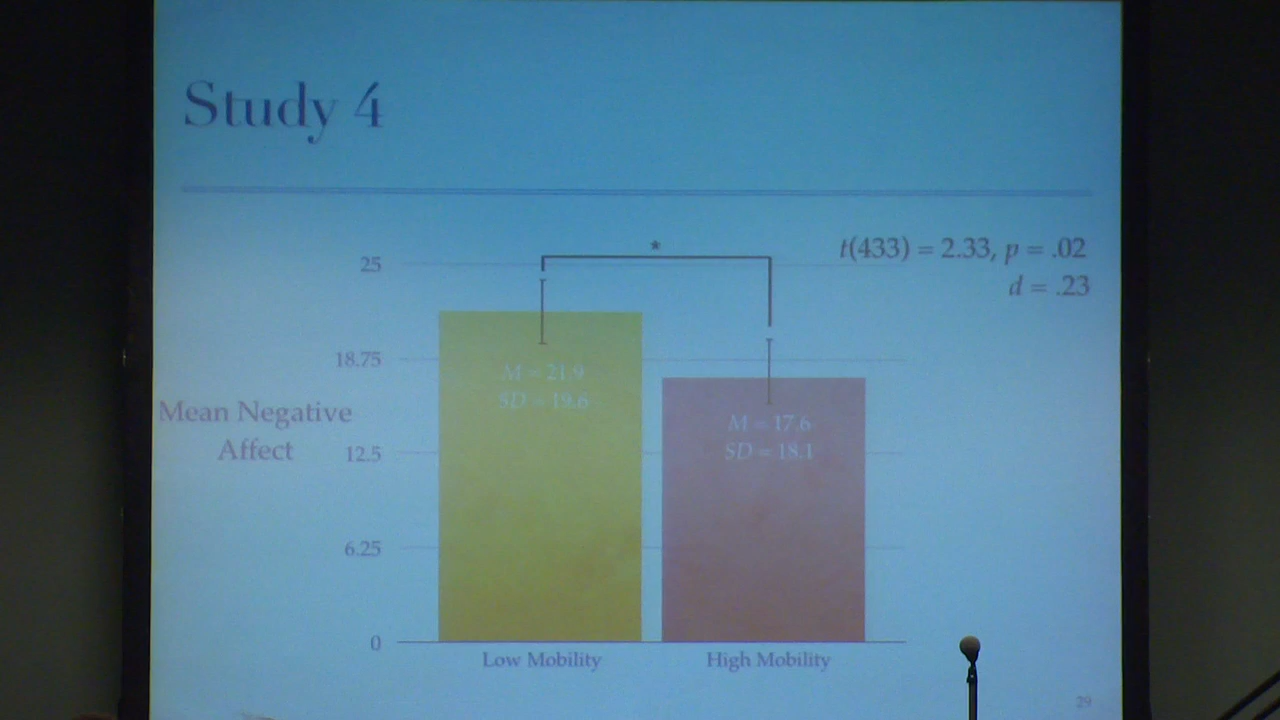 Study 4
*
t(433) = 2.33, p = .02
d = .23
25
18.75
12.5
6.25
0
Mean Negative
Affect
M = 21.9
SD = 19.6
M = 17.6
SD = 18.1
Low Mobility
High Mobility
29